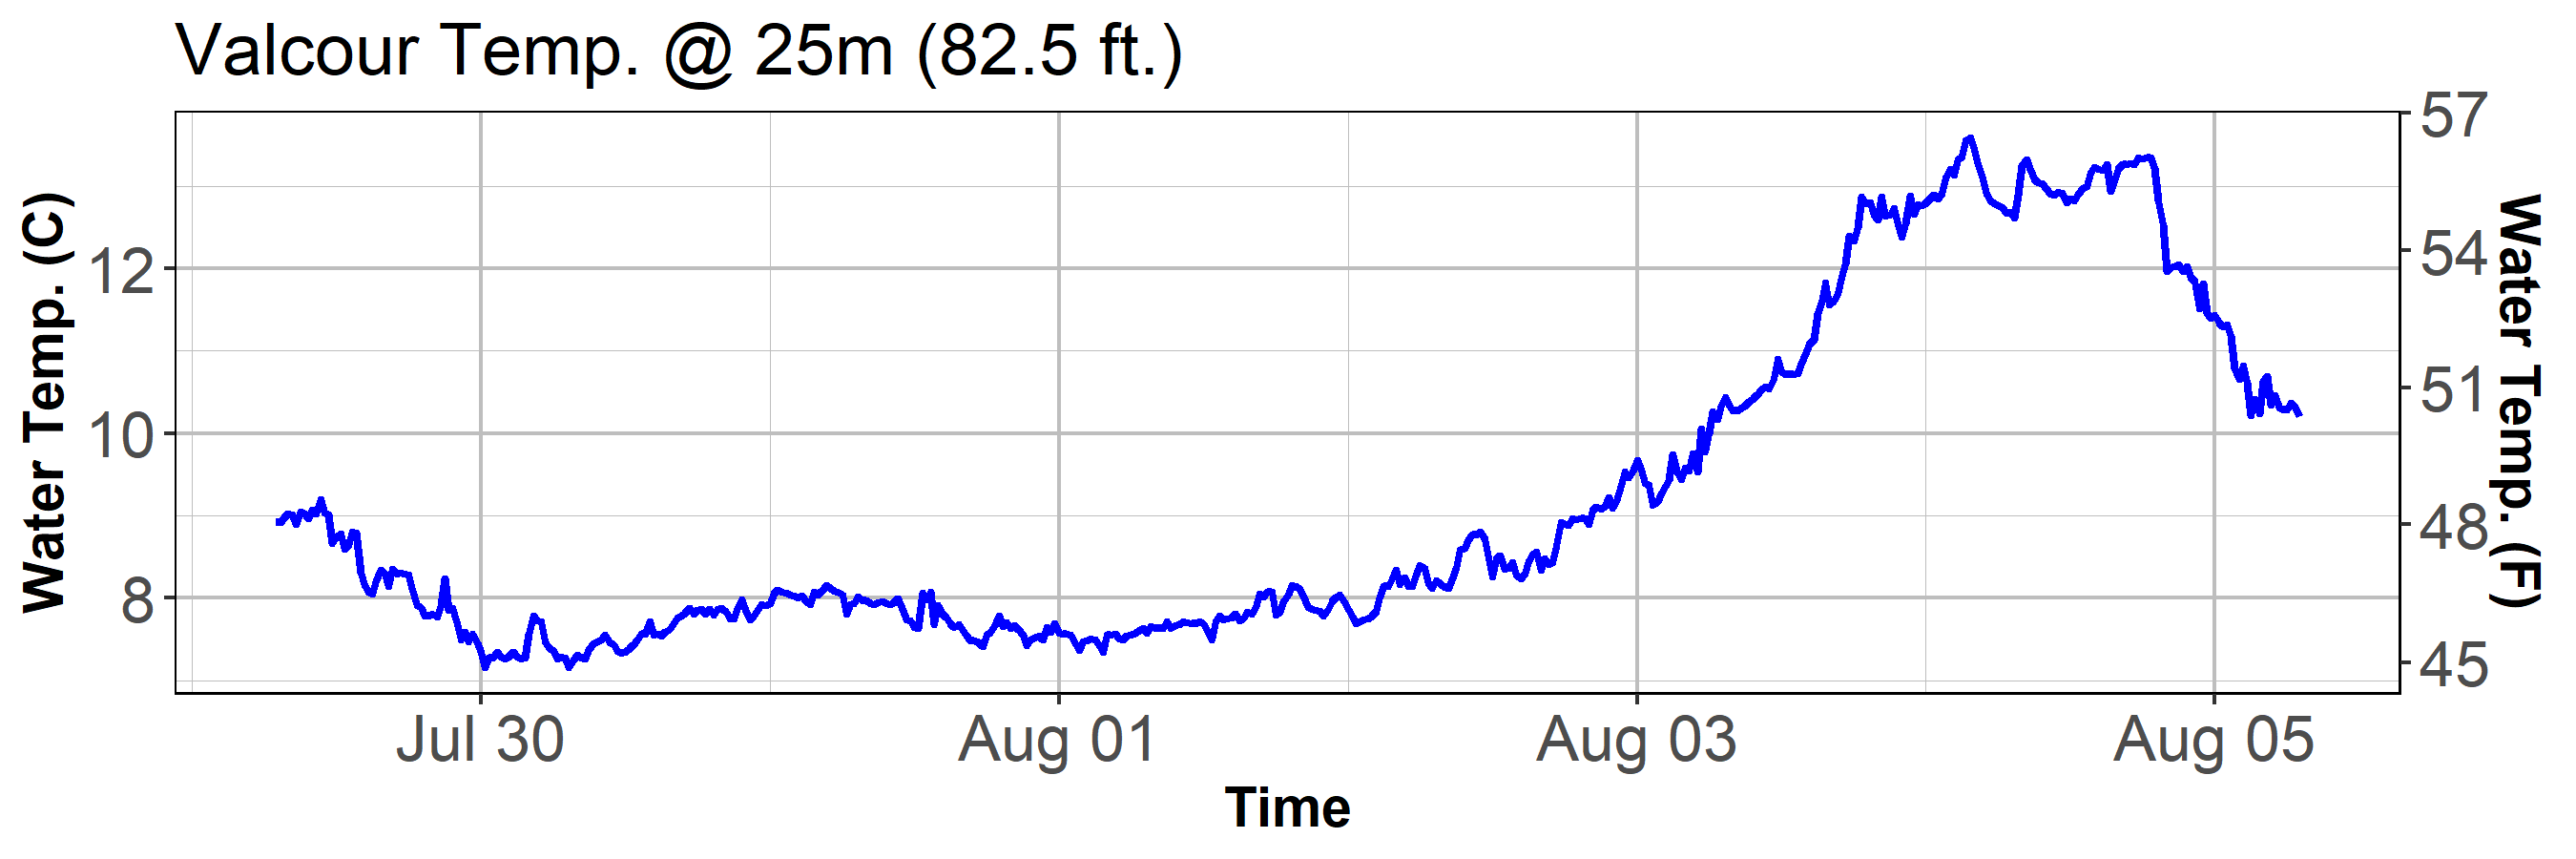 Valcour Temp. @ 25m (82.5 ft.)
Water Temp. (C)
12
10
8
57
54
51
48
45
Water Temp. (F)
Jul 30
Aug 01
Aug 03
Aug 05
Time